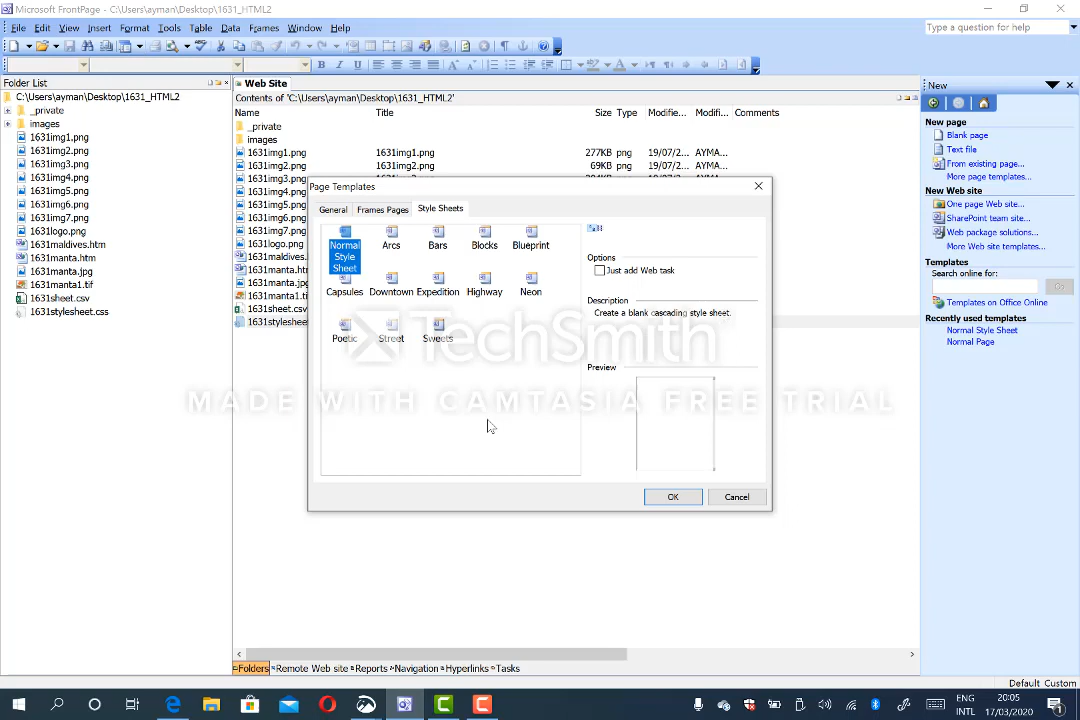 Microsoft FrontPage - C:\Users\ayman\Desktop\1631_HTML2
File Edit View Insert Format Tools Table Data Frames Window Help
Type a question for help
Folder List
C:\Users\ayman\Desktop\1631_HTML2
_private
images
1631img1.png
1631img2.png
1631img3.png
1631img4.png
1631img5.png
1631img6.png
1631img7.png
1631logo.png
1631maldives.htm
1631manta.htm
1631manta.jpg
1631manta1.tif
1631sheet.csv
1631stylesheet.css
Web Site
Contents of 'C:\Users\ayman\Desktop\1631_HTML2'
Name Title Size Type Modifie... Modifi... Comments
_private
images
1631img1.png 1631img1.png 277KB png 19/07/2... AYMA...
1631img2.png 1631img2.png 69KB png 19/07/2... AYMA...
1631img3.png
1631img4.png
1631img5.png
1631img6.png
1631img7.png
1631logo.png
1631maldives.h
1631manta.htm
1631manta.jp
1631manta1.tif
1631sheet.csv
1631styleshee
Page Templates
General Frames Pages Style Sheets
Normal Style Sheet
Arcs
Bars
Blocks
Blueprint
Capsules
Downtown
Expedition
Highway
Neon
Poetic
Street
Sweets
Options
Just add Web task
Description
Create a blank cascading style sheet.
Preview
OK Cancel
TechSmith
MADE WITH CAMTASIA FREE TRIAL
New
New page
Blank page
Text file
From existing page...
More page templates...
New Web site
One page Web site...
SharePoint team site...
Web package solutions...
More Web site templates...
Templates
Search online for:
Go
Templates on Office Online
Recently used templates
Normal Style Sheet
Normal Page
Folders Remote Web site Reports Navigation Hyperlinks Tasks
Default Custom
ENG
INTL
20:05
17/03/2020